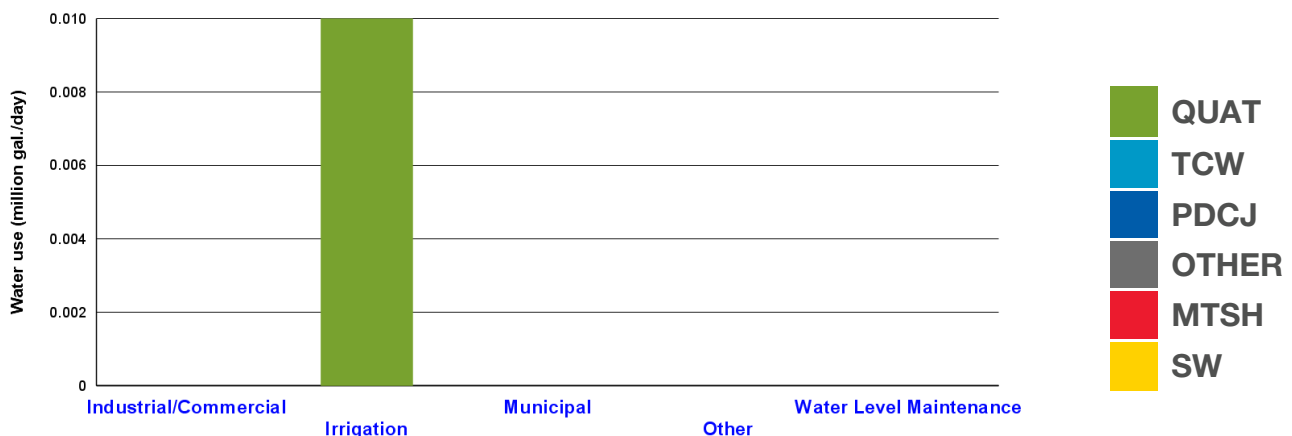 Water use (million gal./day)
0.010
0.008
0.006
0.004
0.002
0
Industrial/Commercial
Irrigation
Municipal
Other
Water Level Maintenance
QUAT
TCW
PDCJ
OTHER
MTSH
SW